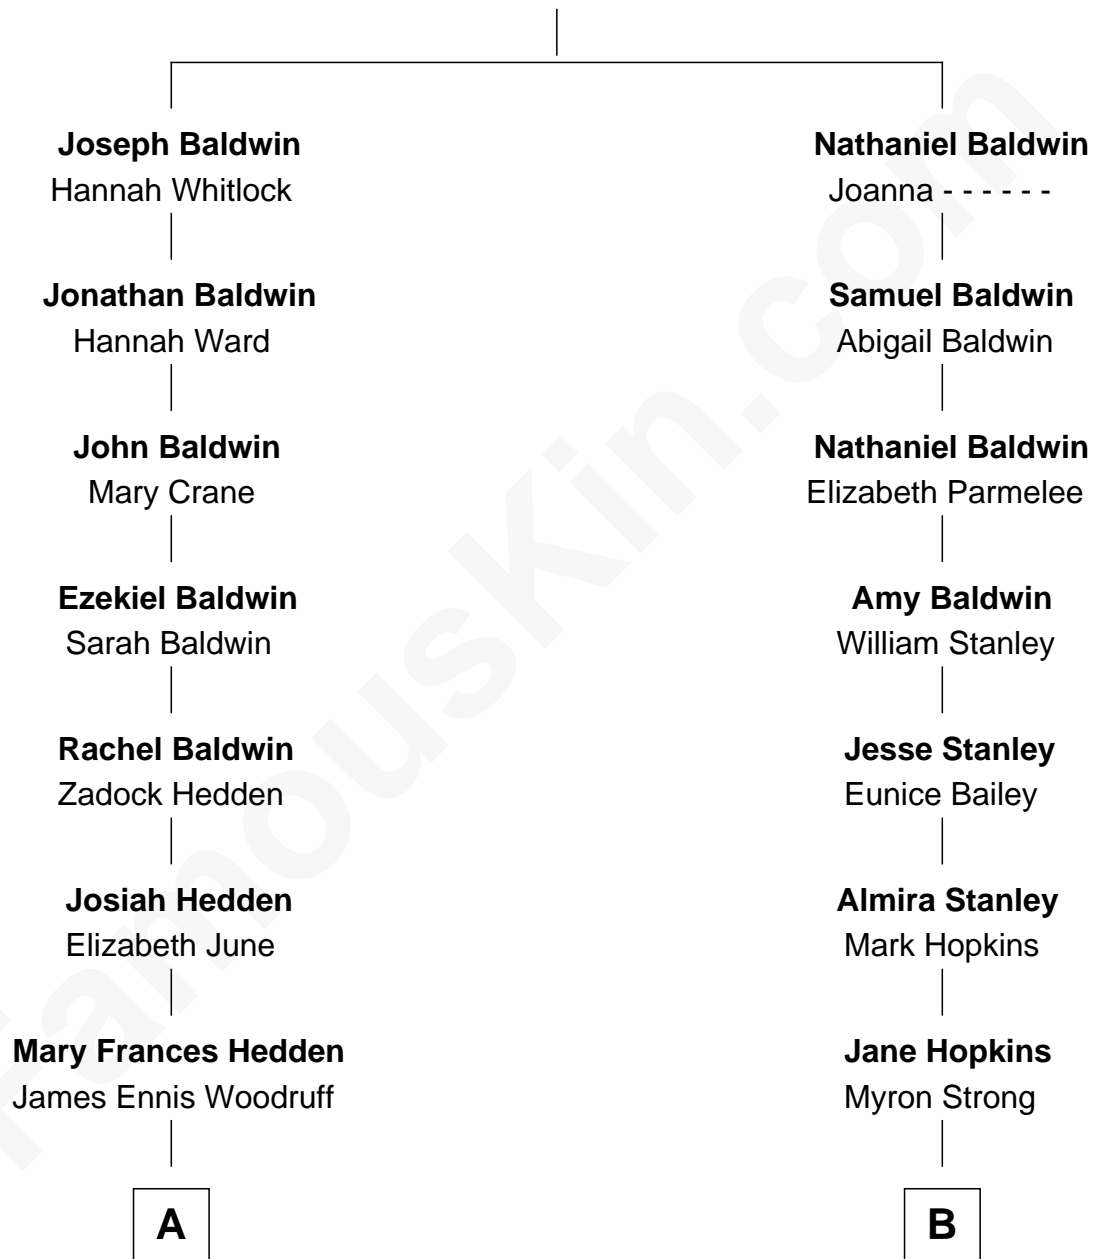 Joseph Baldwin
Hannah Whitlock
Nathaniel Baldwin
Joanna - - - - - -
Jonathan Baldwin
Hannah Ward
Samuel Baldwin
Abigail Baldwin
John Baldwin
Mary Crane
Nathaniel Baldwin
Elizabeth Parmelee
Ezekiel Baldwin
Sarah Baldwin
Amy Baldwin
William Stanley
Rachel Baldwin
Zadock Hedden
Jesse Stanley
Eunice Bailey
Josiah Hedden
Elizabeth June
Almira Stanley
Mark Hopkins
Mary Frances Hedden
James Ennis Woodruff
Jane Hopkins
Myron Strong
A
B
FamousKin.com